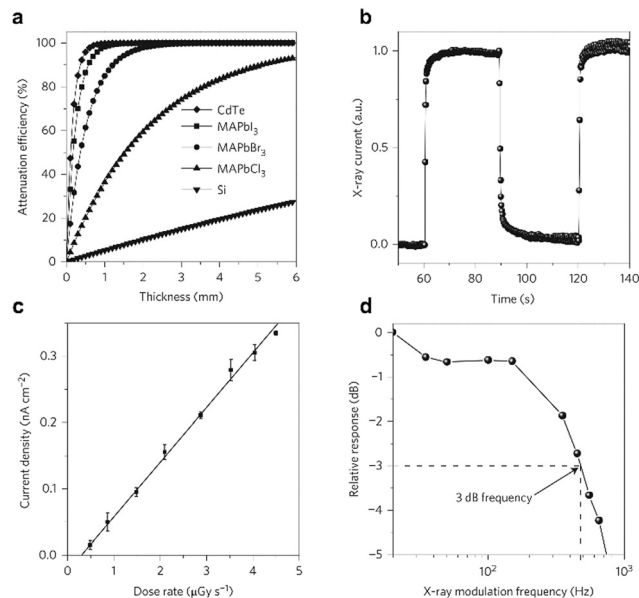 a
100
80
60
40
20
0
Attenuation efficiency (%)
CdTe
MAPbI₃
MAPbBr₃
MAPbCl₃
Si
0 1 2 3 4 5 6
Thickness (mm)
b
1.0
0.5
0.0
X-ray current (a.u.)
60 80 100 120 140
Time (s)
c
0.3
0.2
0.1
0.0
Current density (nA cm⁻²)
0 1 2 3 4 5
Dose rate (μGy s⁻¹)
d
0
−1
−2
−3
−4
−5
Relative response (dB)
3 dB frequency
10² 10³
X-ray modulation frequency (Hz)